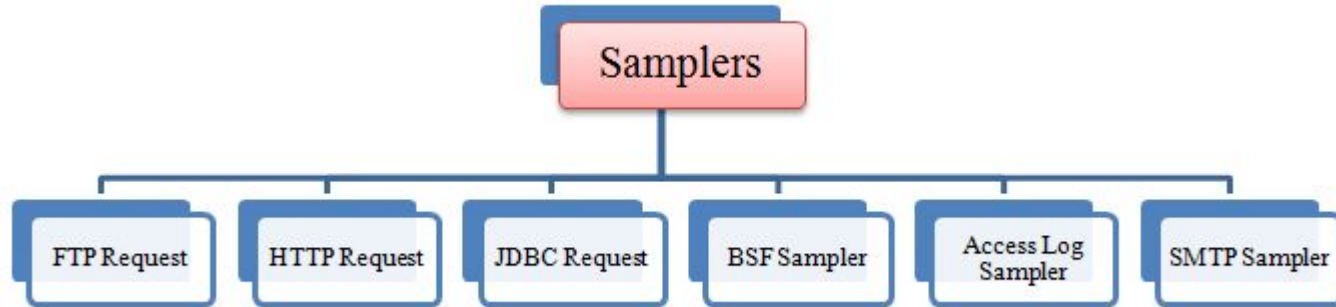 Samplers
FTP Request
HTTP Request
JDBC Request
BSF Sampler
Access Log
Sampler
SMTP Sampler